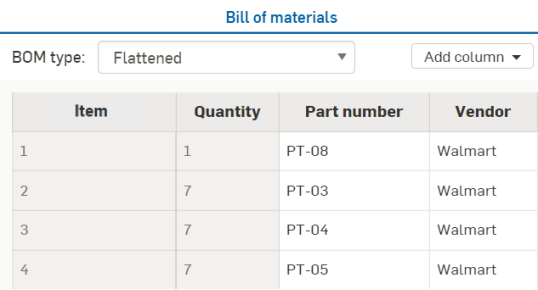 Bill of materials
BOM type: Flattened Add column
Item Quantity Part number Vendor
1 1 PT-08 Walmart
2 7 PT-03 Walmart
3 7 PT-04 Walmart
4 7 PT-05 Walmart